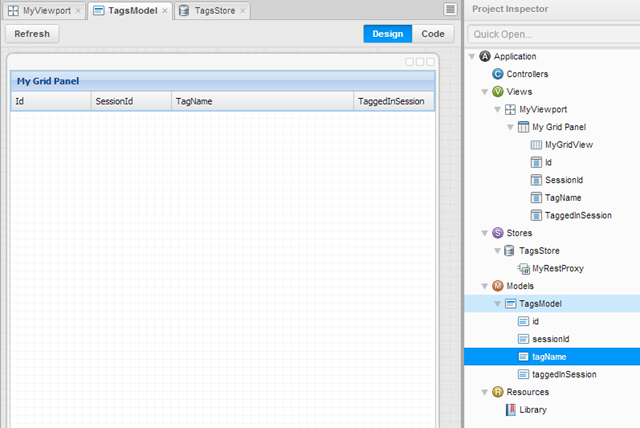 MyViewport × TagsModel × TagsStore ×
Refresh Design Code
My Grid Panel
Id SessionId TagName TaggedInSession
Project Inspector
Quick Open...
A Application
C Controllers
V Views
MyViewport
My Grid Panel
MyGridView
Id
SessionId
TagName
TaggedInSession
S Stores
TagsStore
MyRestProxy
M Models
TagsModel
id
sessionId
tagName
taggedInSession
R Resources
Library